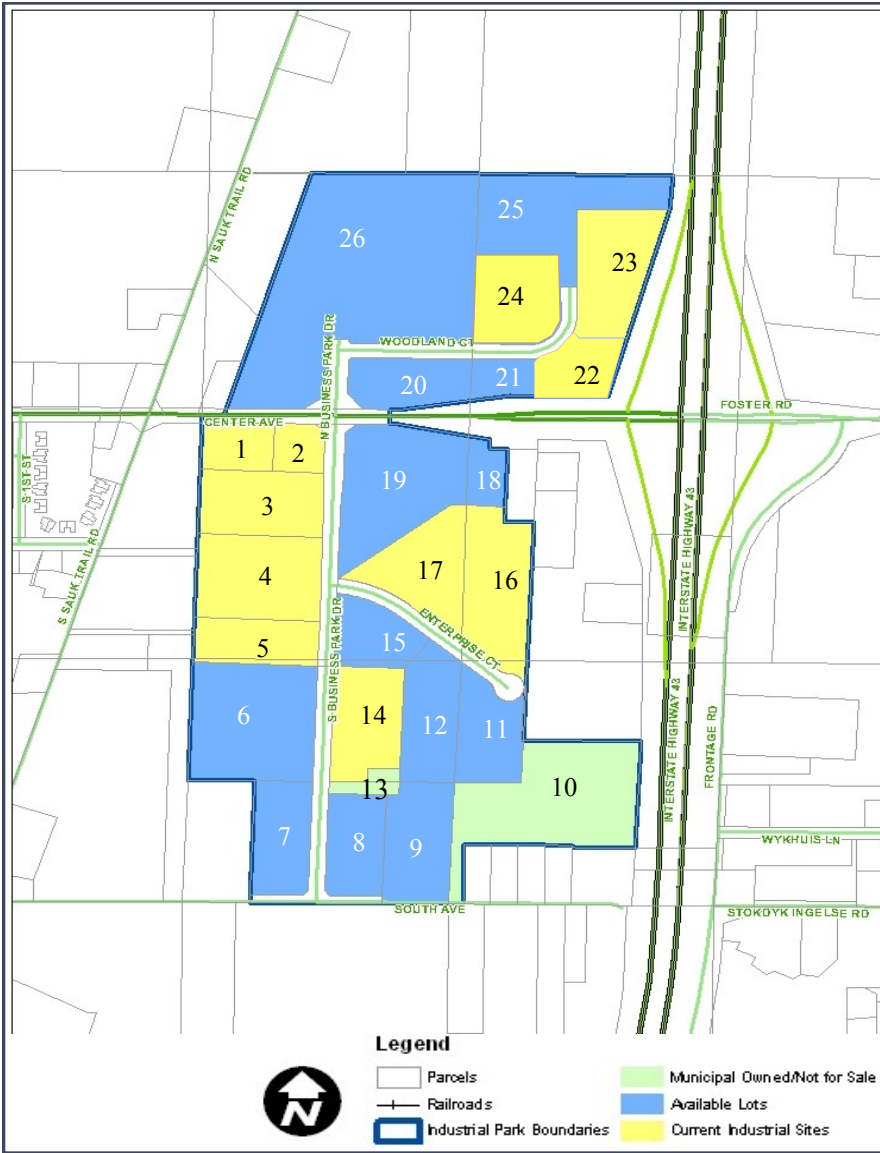 N SAUK TRAIL RD
25
26
23
24
N BUSINESS PARK DR
WOODLAND CT
20
21
22
FOSTER RD
CENTER AVE
1
2
S 1ST ST
19
18
3
INTERSTATE HIGHWAY 43
S SAUK TRAIL RD
4
17
16
ENTERPRISE CT
S BUSINESS PARK DR
15
5
6
14
12
11
INTERSTATE HIGHWAY 43
FRONTAGE RD
13
10
7
8
9
WYKHUIS LN
SOUTH AVE
STOKDYK INGELSE RD
Legend
N
Parcels
Railroads
Industrial Park Boundaries
Municipal Owned/Not for Sale
Available Lots
Current Industrial Sites